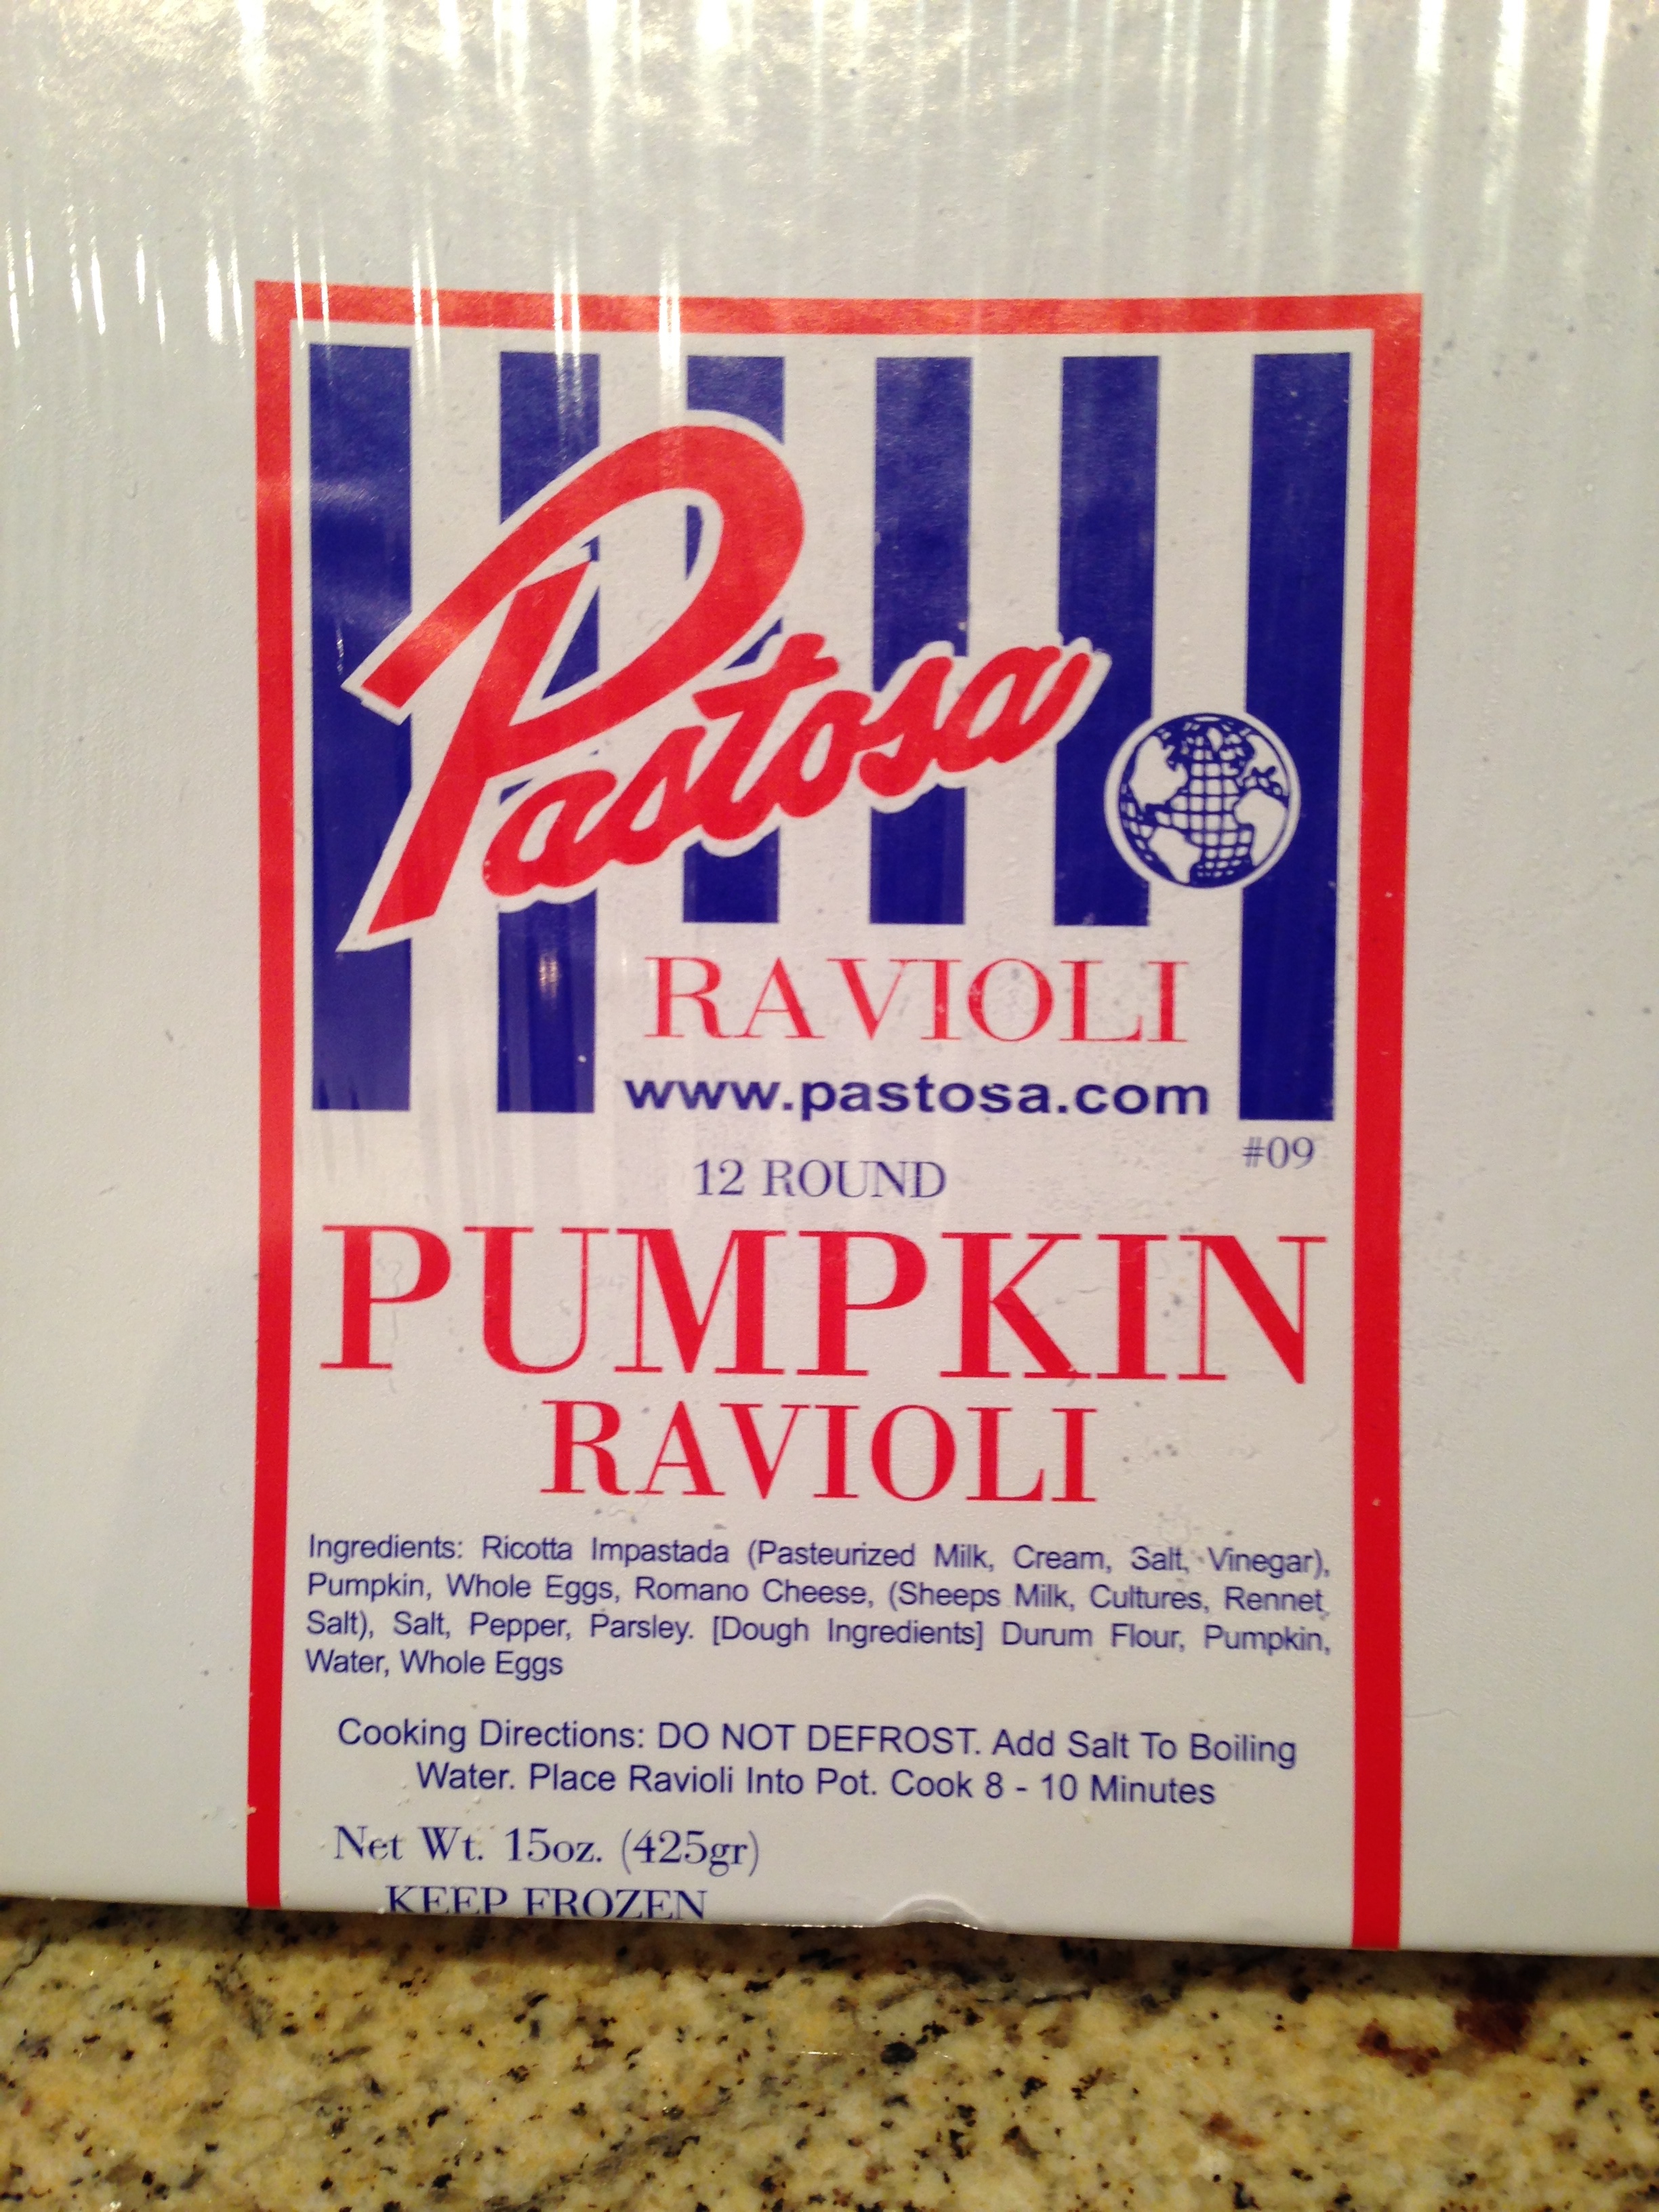 Pastosa
RAVIOLI
www.pastosa.com
#09
12 ROUND
PUMPKIN
RAVIOLI
Ingredients: Ricotta Impastada (Pasteurized Milk, Cream, Salt, Vinegar),
Pumpkin, Whole Eggs, Romano Cheese, (Sheeps Milk, Cultures, Rennet,
Salt), Salt, Pepper, Parsley. [Dough Ingredients] Durum Flour, Pumpkin,
Water, Whole Eggs
Cooking Directions: DO NOT DEFROST. Add Salt To Boiling
Water. Place Ravioli Into Pot. Cook 8 - 10 Minutes
Net Wt. 15oz. (425gr)
KEEP FROZEN